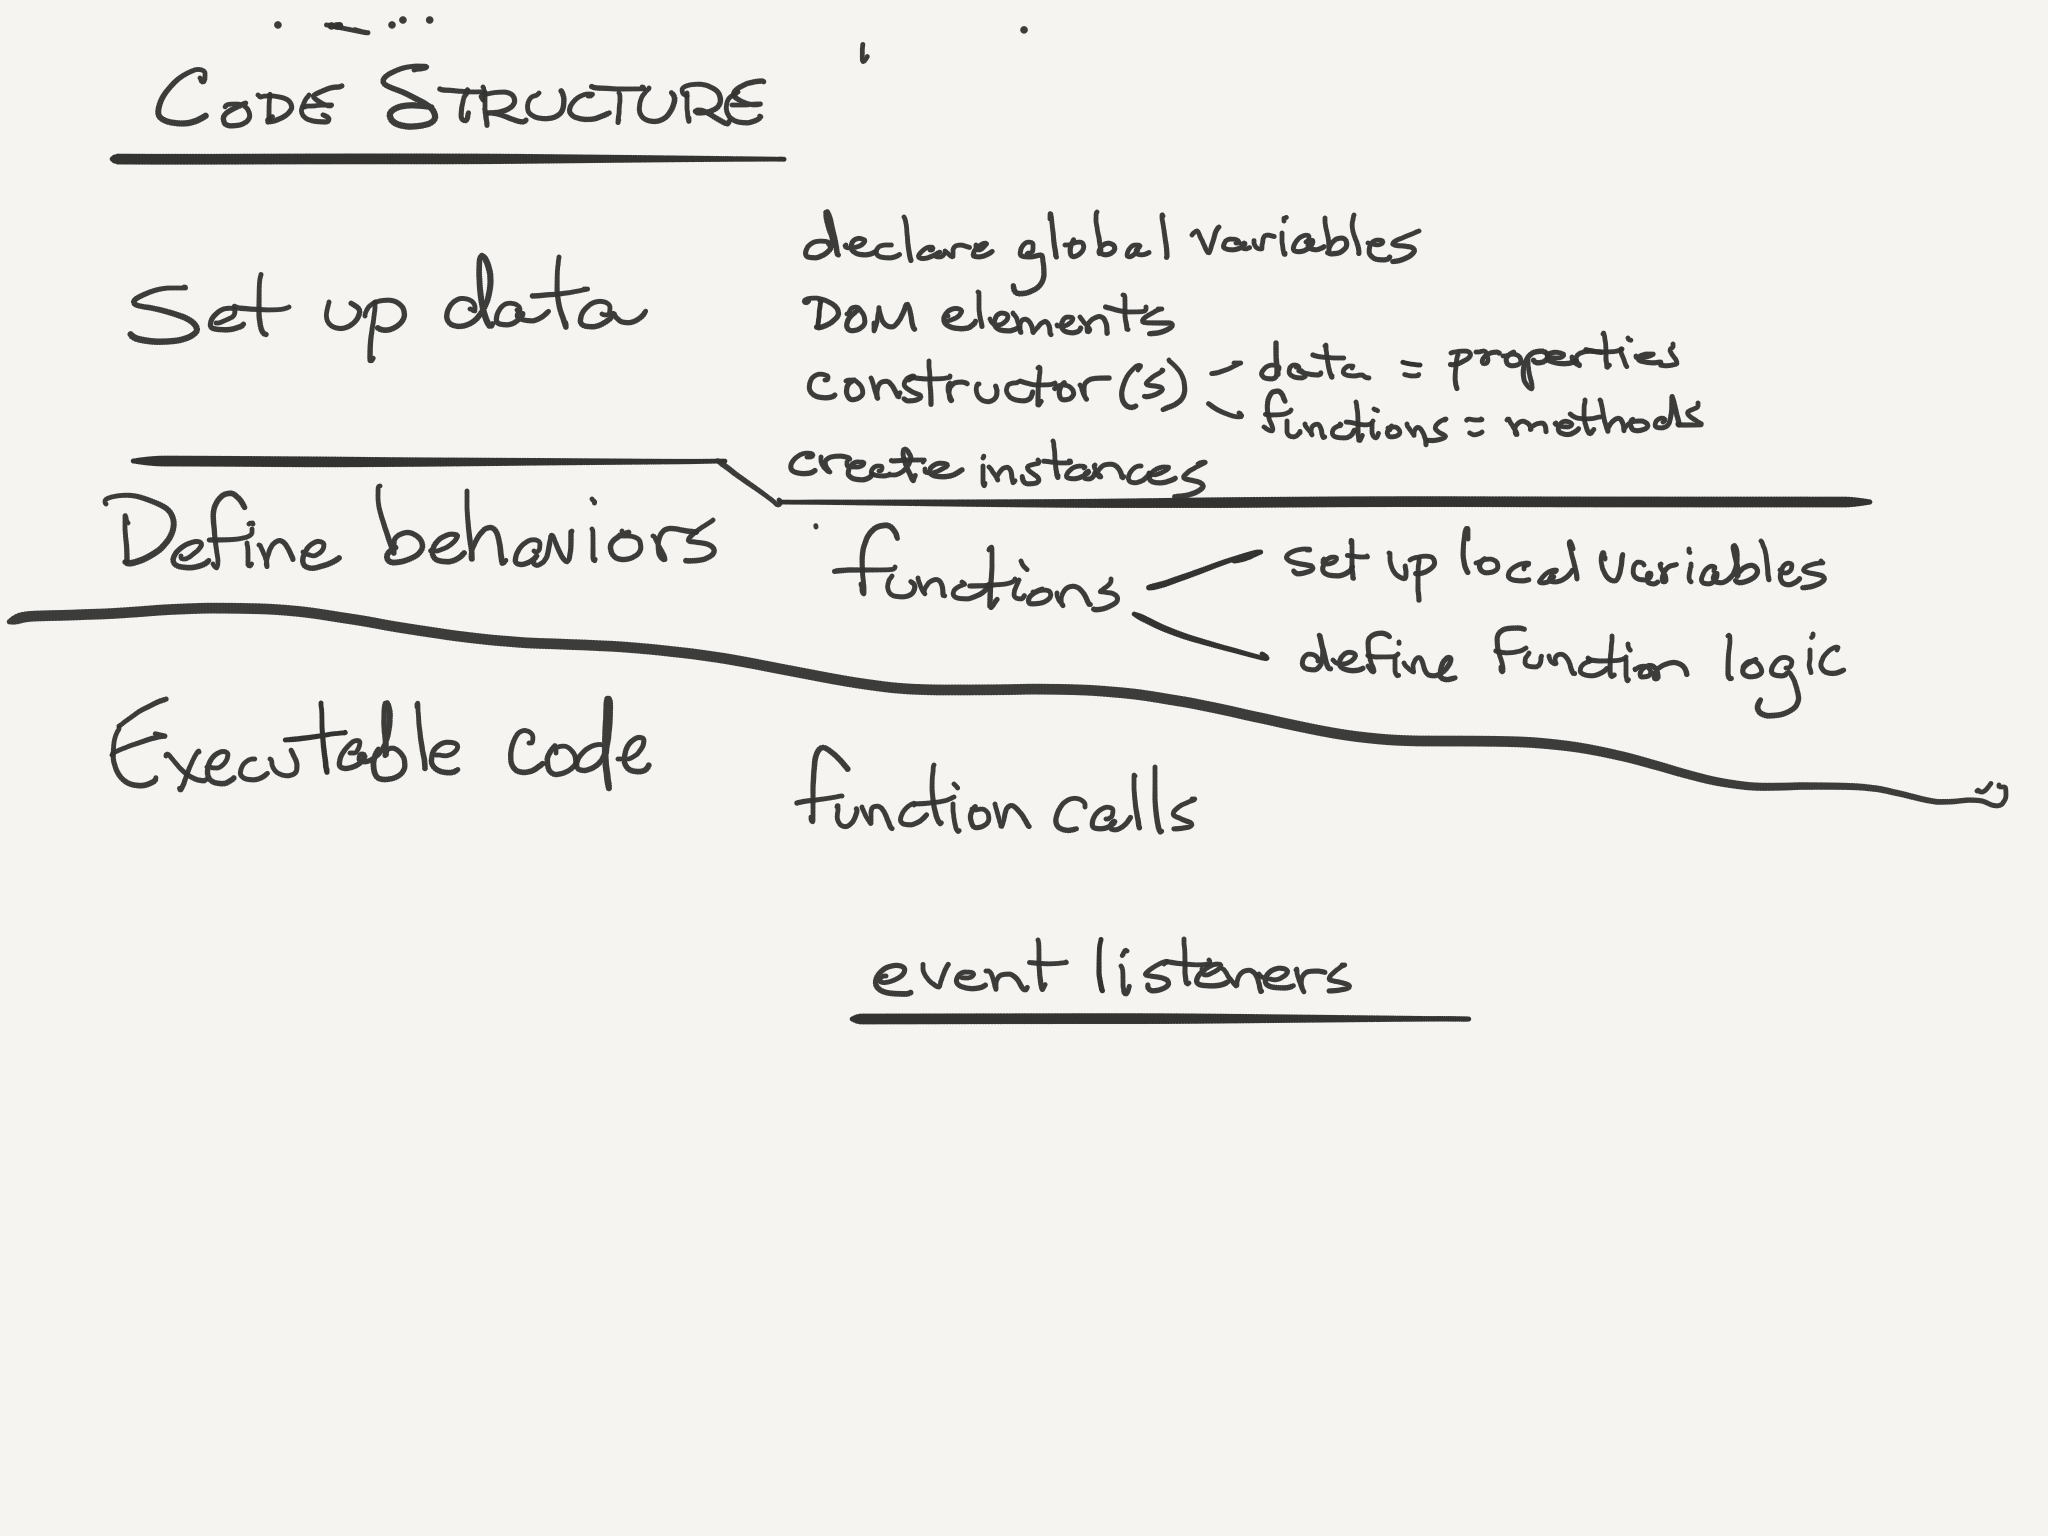 CODE STRUCTURE
Set up data
declare global variables
DOM elements
constructor(s) - data = properties
- functions = methods
create instances
Define behaviors
functions
set up local variables
define function logic
Executable code
function calls
event listeners